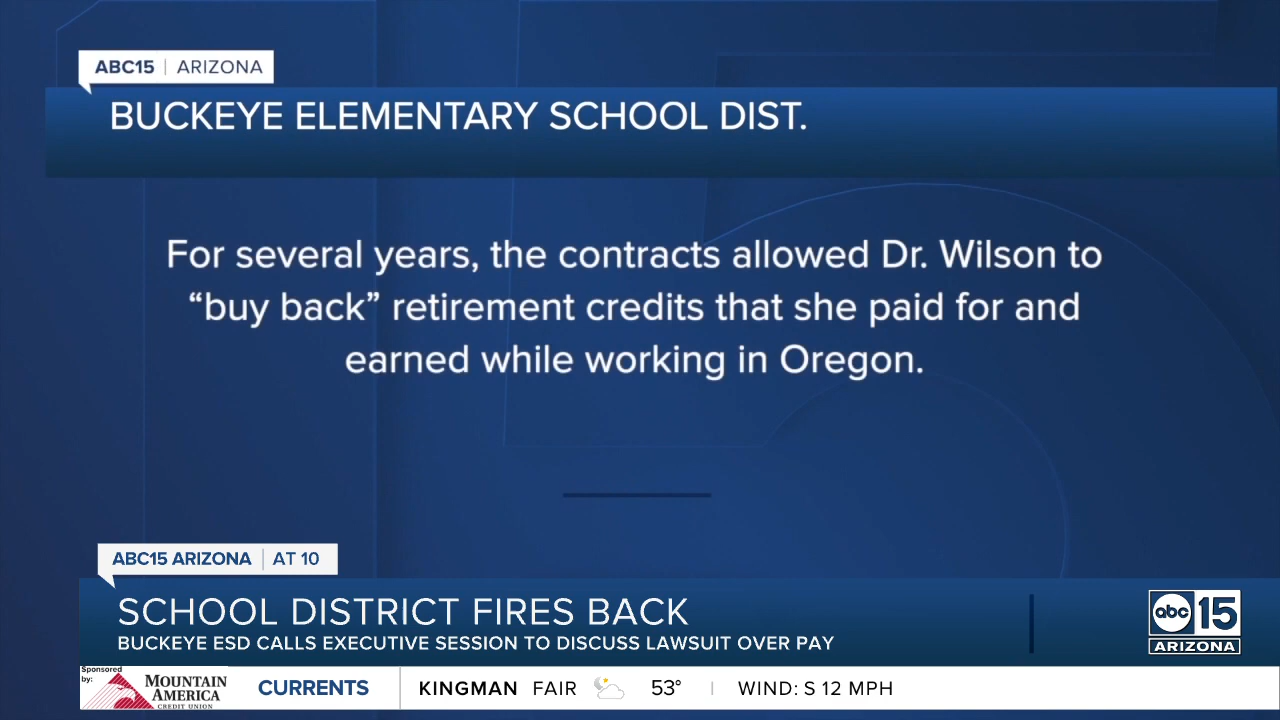 ABC15 | ARIZONA
BUCKEYE ELEMENTARY SCHOOL DIST.
For several years, the contracts allowed Dr. Wilson to
“buy back” retirement credits that she paid for and
earned while working in Oregon.
ABC15 ARIZONA | AT 10
SCHOOL DISTRICT FIRES BACK
BUCKEYE ESD CALLS EXECUTIVE SESSION TO DISCUSS LAWSUIT OVER PAY
abc 15
ARIZONA
Sponsored
by:
MOUNTAIN
AMERICA
CREDIT UNION
CURRENTS
KINGMAN FAIR 53° | WIND: S 12 MPH